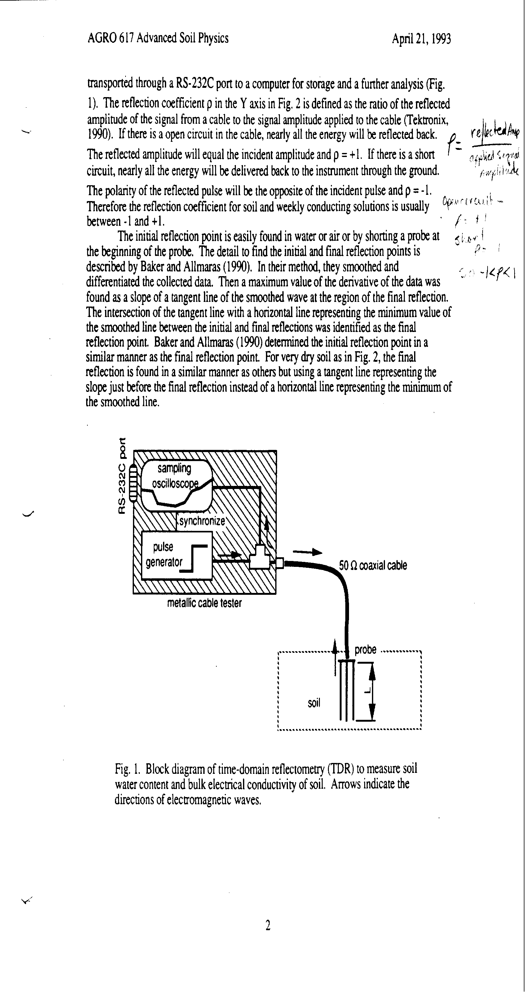 AGRO 617 Advanced Soil Physics April 21, 1993
transported through a RS-232C port to a computer for storage and a further analysis (Fig.
1). The reflection coefficient ρ in the Y axis in Fig. 2 is defined as the ratio of the reflected
amplitude of the signal from a cable to the signal amplitude applied to the cable (Tektronix,
1990). If there is a open circuit in the cable, nearly all the energy will be reflected back.
The reflected amplitude will equal the incident amplitude and ρ = +1. If there is a short
circuit, nearly all the energy will be delivered back to the instrument through the ground.
The polarity of the reflected pulse will be the opposite of the incident pulse and ρ = -1.
Therefore the reflection coefficient for soil and weekly conducting solutions is usually
between -1 and +1.
ρ = reflected Amp
applied Signal
Amplitude
Open circuit -
ρ = +1
short
ρ = 1
So -1<ρ<1
The initial reflection point is easily found in water or air or by shorting a probe at
the beginning of the probe. The detail to find the initial and final reflection points is
described by Baker and Allmaras (1990). In their method, they smoothed and
differentiated the collected data. Then a maximum value of the derivative of the data was
found as a slope of a tangent line of the smoothed wave at the region of the final reflection.
The intersection of the tangent line with a horizontal line representing the minimum value of
the smoothed line between the initial and final reflections was identified as the final
reflection point. Baker and Allmaras (1990) determined the initial reflection point in a
similar manner as the final reflection point. For very dry soil as in Fig. 2, the final
reflection is found in a similar manner as others but using a tangent line representing the
slope just before the final reflection instead of a horizontal line representing the minimum of
the smoothed line.
RS-232C port
sampling
oscilloscope
synchronize
pulse
generator
50 Ω coaxial cable
metallic cable tester
probe
L
soil
Fig. 1. Block diagram of time-domain reflectometry (TDR) to measure soil
water content and bulk electrical conductivity of soil. Arrows indicate the
directions of electromagnetic waves.
2